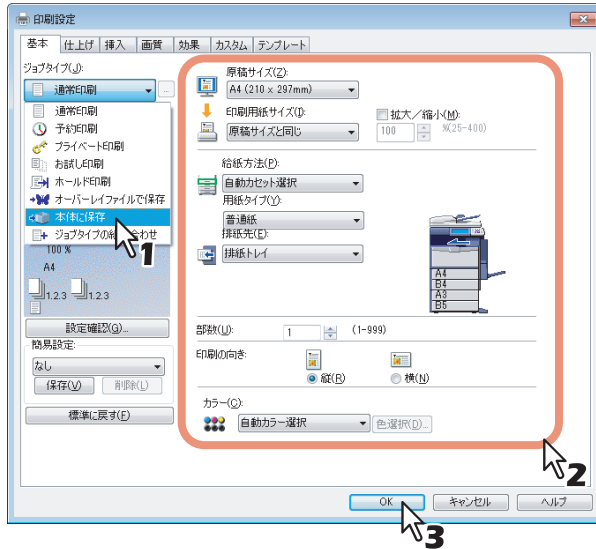 印刷設定
基本 仕上げ 挿入 画質 効果 カスタム テンプレート
ジョブタイプ(J):
通常印刷
...
通常印刷
予約印刷
プライベート印刷
お試し印刷
ホールド印刷
オーバーレイファイルで保存
本体に保存
ジョブタイプの組 合わせ
1
100 %
A4
1.2.3 1.2.3
設定確認(G)...
簡易設定:
なし
保存(V) 削除(L)
標準に戻す(F)
原稿サイズ(Z):
A4 (210 x 297mm)
印刷用紙サイズ(I):
原稿サイズと同じ
拡大／縮小(M):
100 %(25-400)
給紙方法(P):
自動カセット選択
用紙タイプ(Y):
普通紙
排紙先(E):
排紙トレイ
A4
B4
A3
B5
部数(U): 1 (1-999)
印刷の向き:
縦(R) 横(N)
カラー(C):
自動カラー選択 色選択(D)...
2
OK キャンセル ヘルプ
3